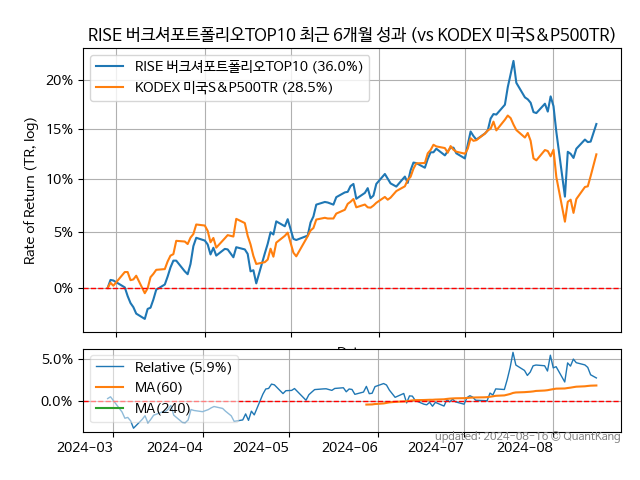 RISE 버크셔포트폴리오TOP10 최근 6개월 성과 (vs KODEX 미국S&P500TR)
RISE 버크셔포트폴리오TOP10 (36.0%)
KODEX 미국S&P500TR (28.5%)
Rate of Return (TR, log)
20%
15%
10%
5%
0%
5.0%
0.0%
Relative (5.9%)
MA(60)
MA(240)
2024-03
2024-04
2024-05
2024-06
2024-07
2024-08
updated: 2024-08-16 © QuantKang